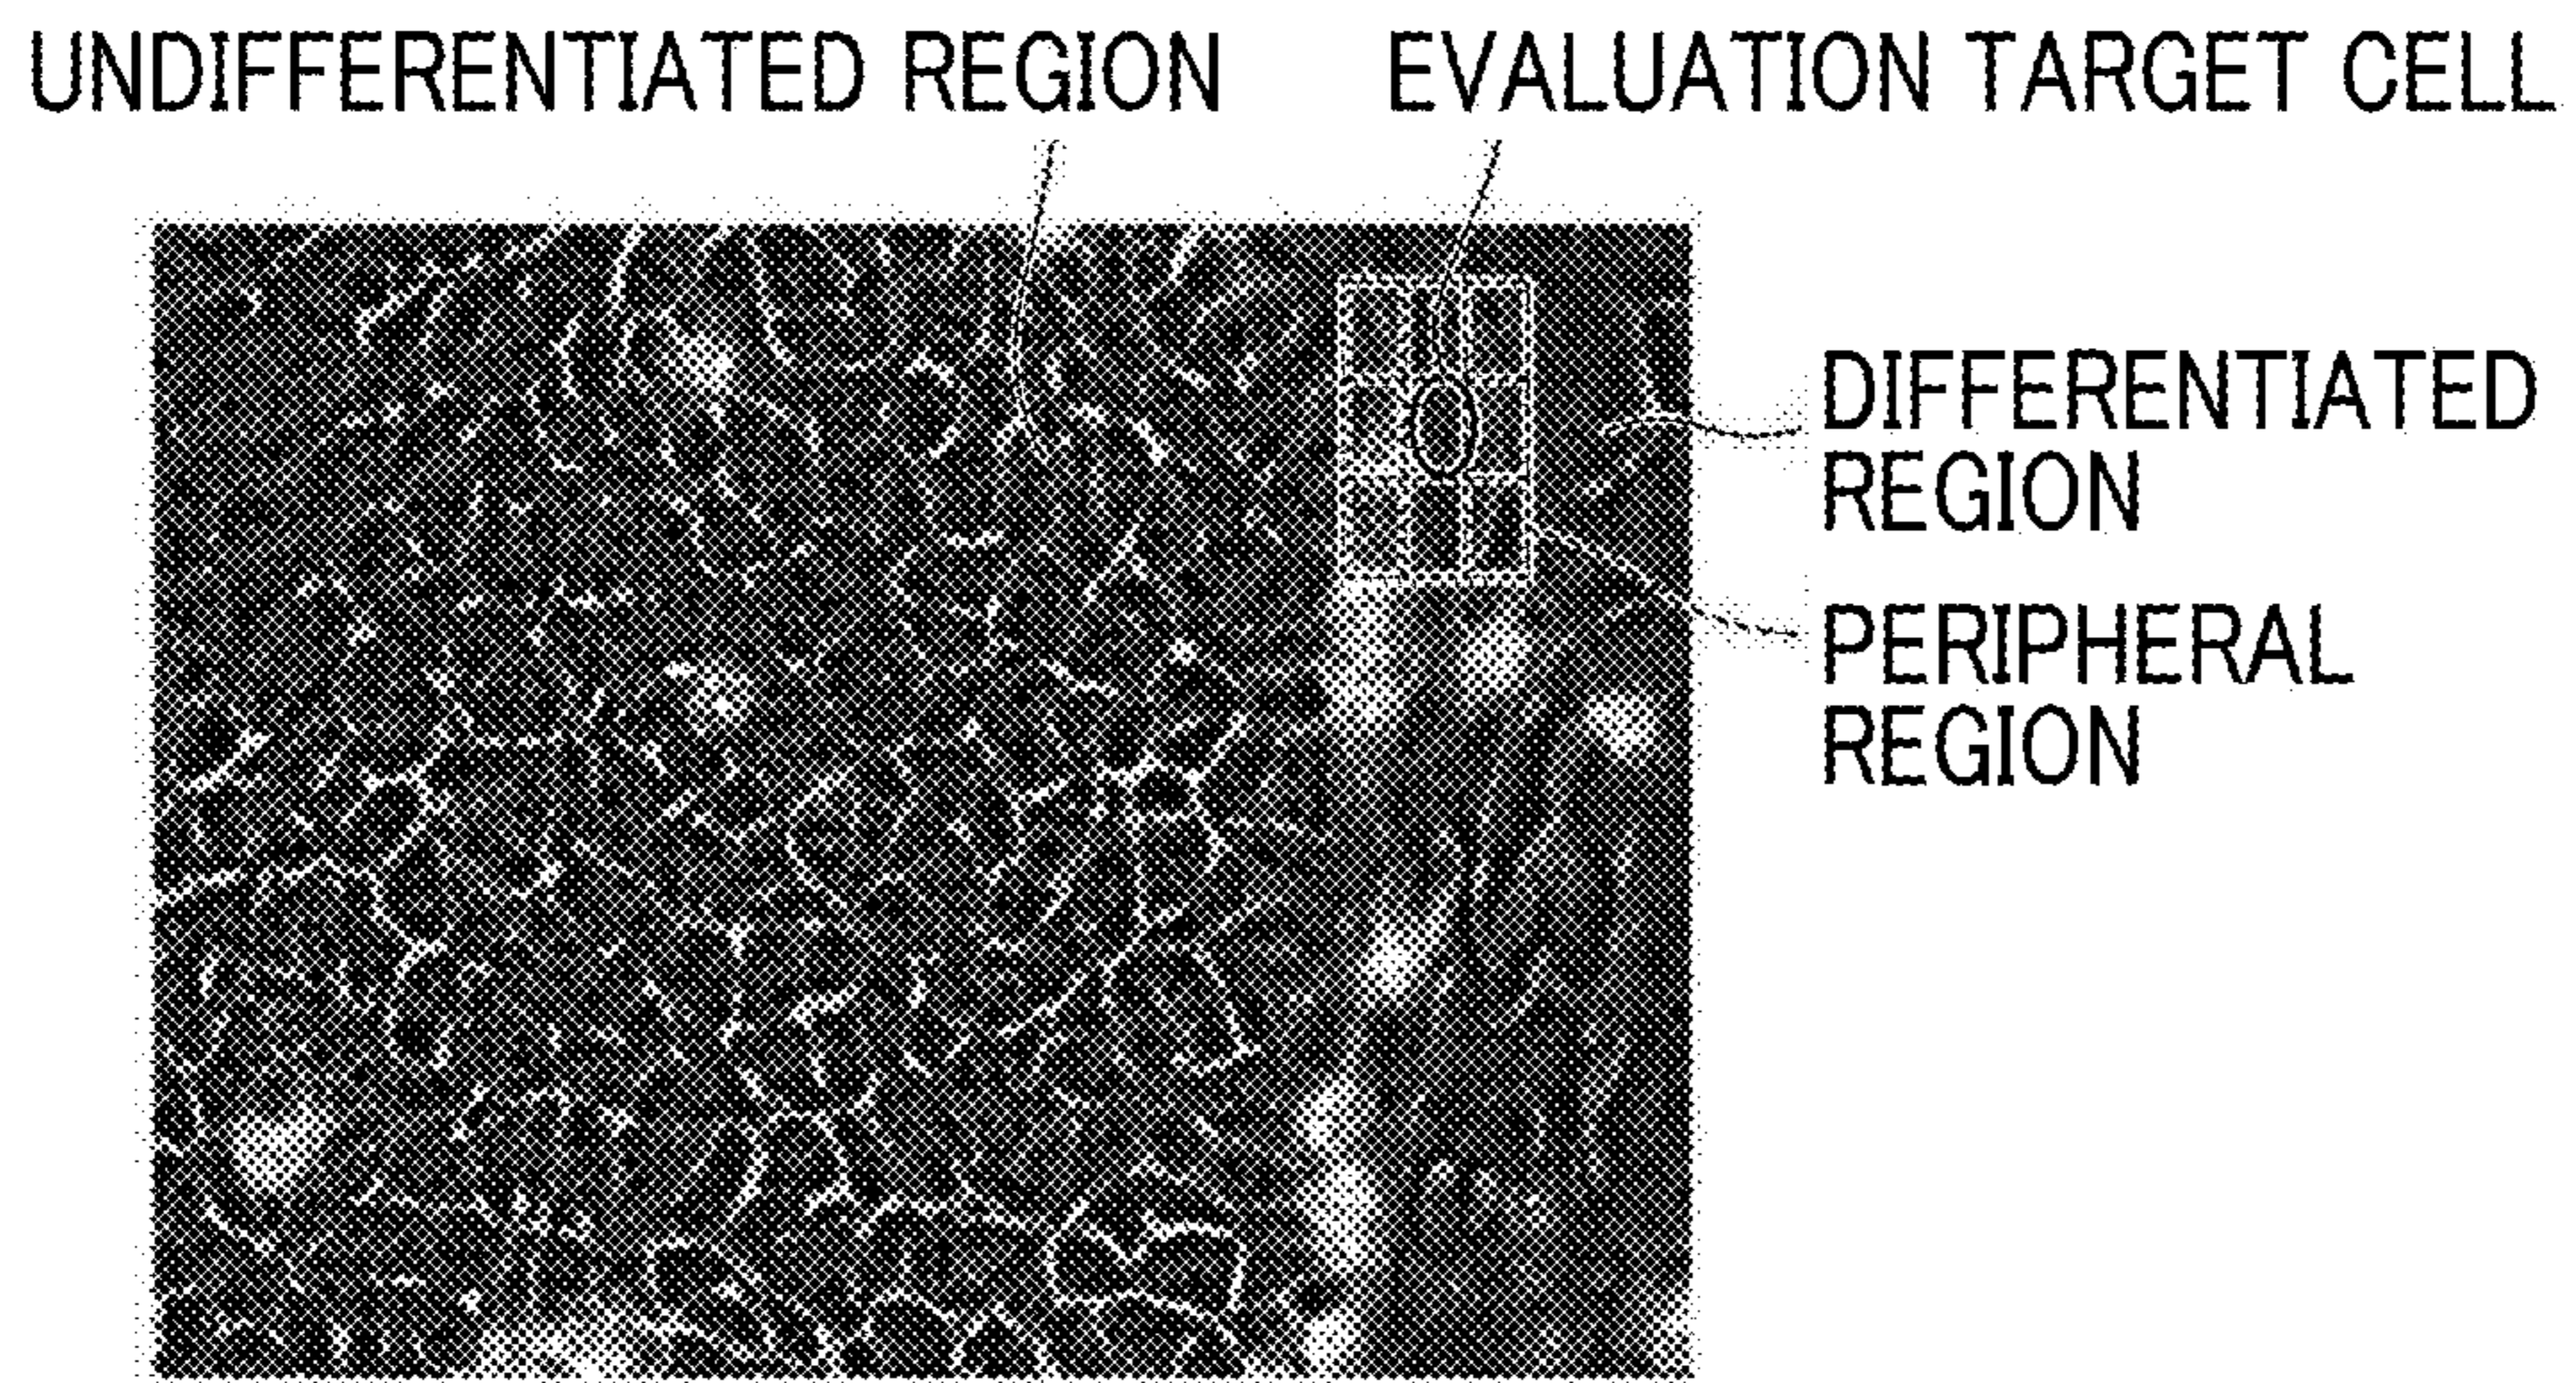 UNDIFFERENTIATED REGION
EVALUATION TARGET CELL
DIFFERENTIATED
REGION
PERIPHERAL
REGION